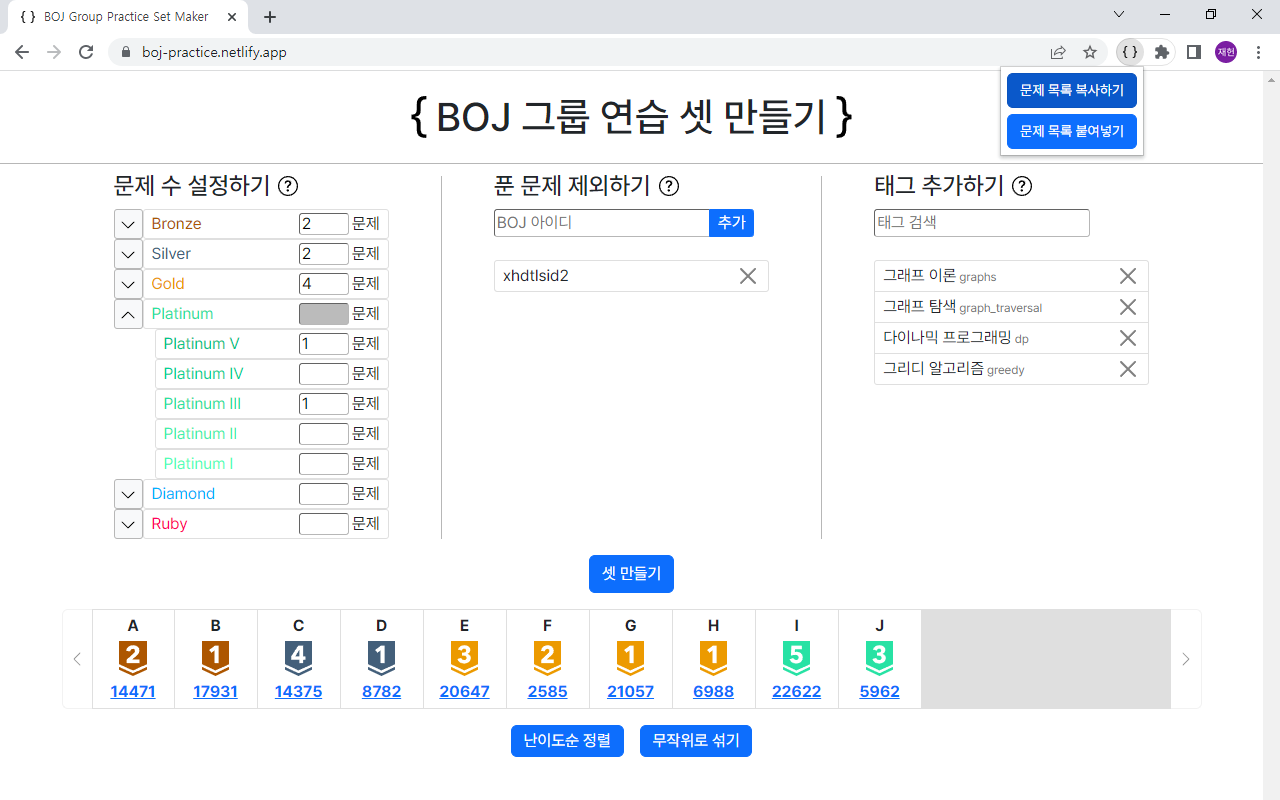 { } BOJ Group Practice Set Maker
boj-practice.netlify.app
{ }
재헌
문제 목록 복사하기
문제 목록 붙여넣기
{ BOJ 그룹 연습 셋 만들기 }
문제 수 설정하기 ?
Bronze 2 문제
Silver 2 문제
Gold 4 문제
Platinum 문제
Platinum V 1 문제
Platinum IV 문제
Platinum III 1 문제
Platinum II 문제
Platinum I 문제
Diamond 문제
Ruby 문제
푼 문제 제외하기 ?
BOJ 아이디 추가
xhdtlsid2
태그 추가하기 ?
태그 검색
그래프 이론 graphs
그래프 탐색 graph_traversal
다이나믹 프로그래밍 dp
그리디 알고리즘 greedy
셋 만들기
A B C D E F G H I J
2 1 4 1 3 2 1 1 5 3
14471 17931 14375 8782 20647 2585 21057 6988 22622 5962
난이도순 정렬 무작위로 섞기